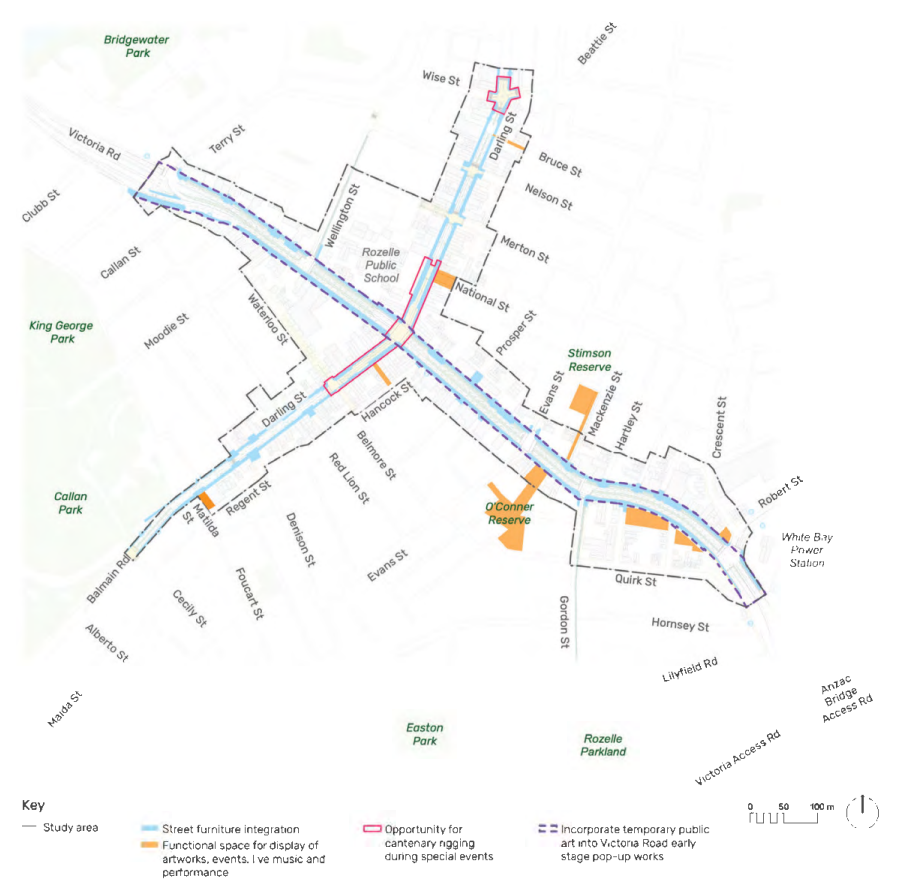 Bridgewater
Park
Beattie St
Wise St
Darling St
Victoria Rd
Terry St
Bruce St
Clubb St
Nelson St
Wellington St
Merton St
Callan St
Rozelle
Public
School
National St
King George
Park
Moodie St
Waterloo St
Prosper St
Stimson
Reserve
Evans St
Mackenzie St
Hartley St
Crescent St
Darling St
Hancock St
Belmore St
Red Lion St
Callan
Park
Regent St
Matilda
St
O'Conner
Reserve
Robert St
White Bay
Power
Station
Denison St
Evans St
Balmain Rd
Foucart St
Cecily St
Quirk St
Gordon St
Hornsey St
Alberto St
Lilyfield Rd
Maida St
Anzac
Bridge
Access Rd
Easton
Park
Rozelle
Parkland
Victoria Access Rd
Key
Study area
Street furniture integration
Functional space for display of
artworks, events, live music and
performance
Opportunity for
cantenary rigging
during special events
Incorporate temporary public
art into Victoria Road early
stage pop-up works
0 50 100 m